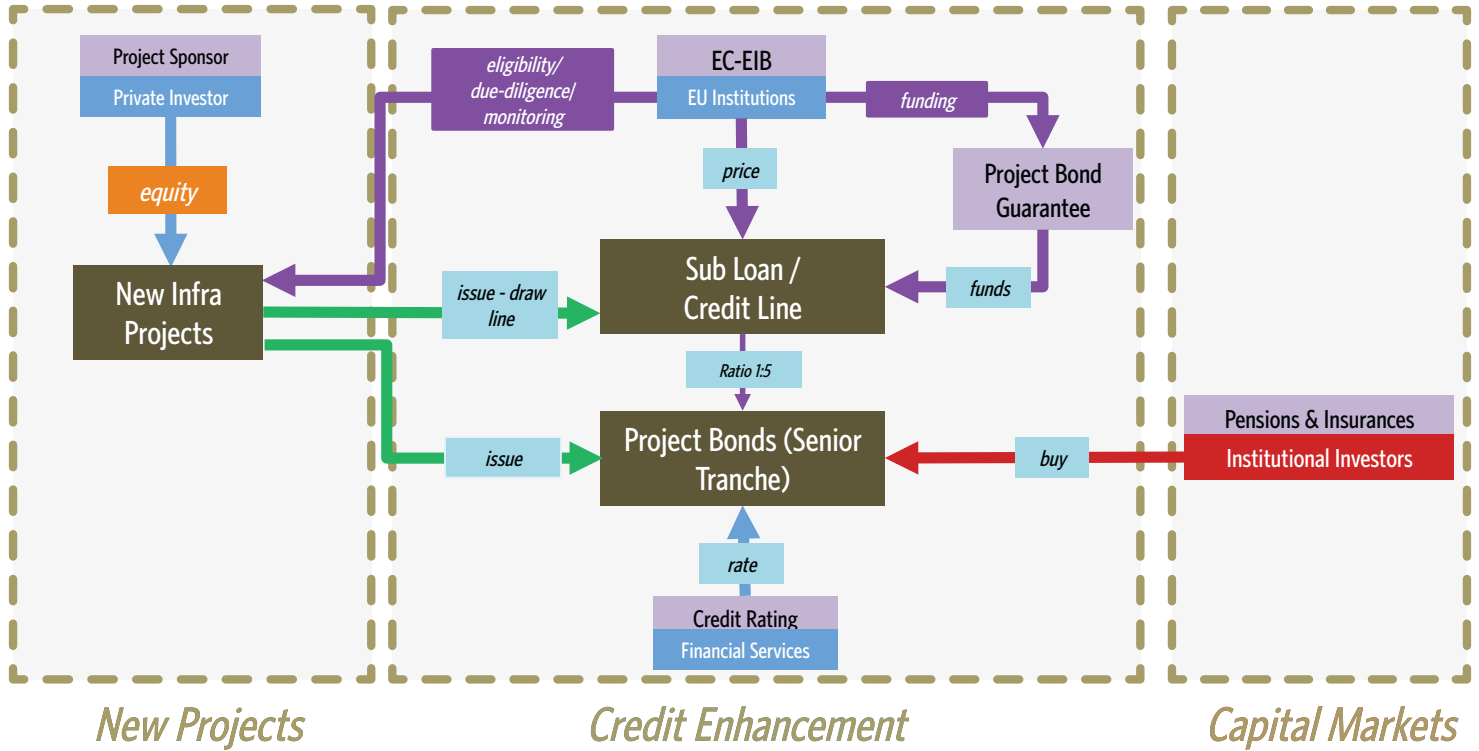 Project Sponsor
Private Investor
equity
New Infra
Projects
eligibility/
due-diligence/
monitoring
EC-EIB
EU Institutions
funding
price
Project Bond
Guarantee
Sub Loan /
Credit Line
funds
issue - draw
line
Ratio 1:5
Project Bonds (Senior
Tranche)
issue
buy
Pensions & Insurances
Institutional Investors
rate
Credit Rating
Financial Services
New Projects
Credit Enhancement
Capital Markets